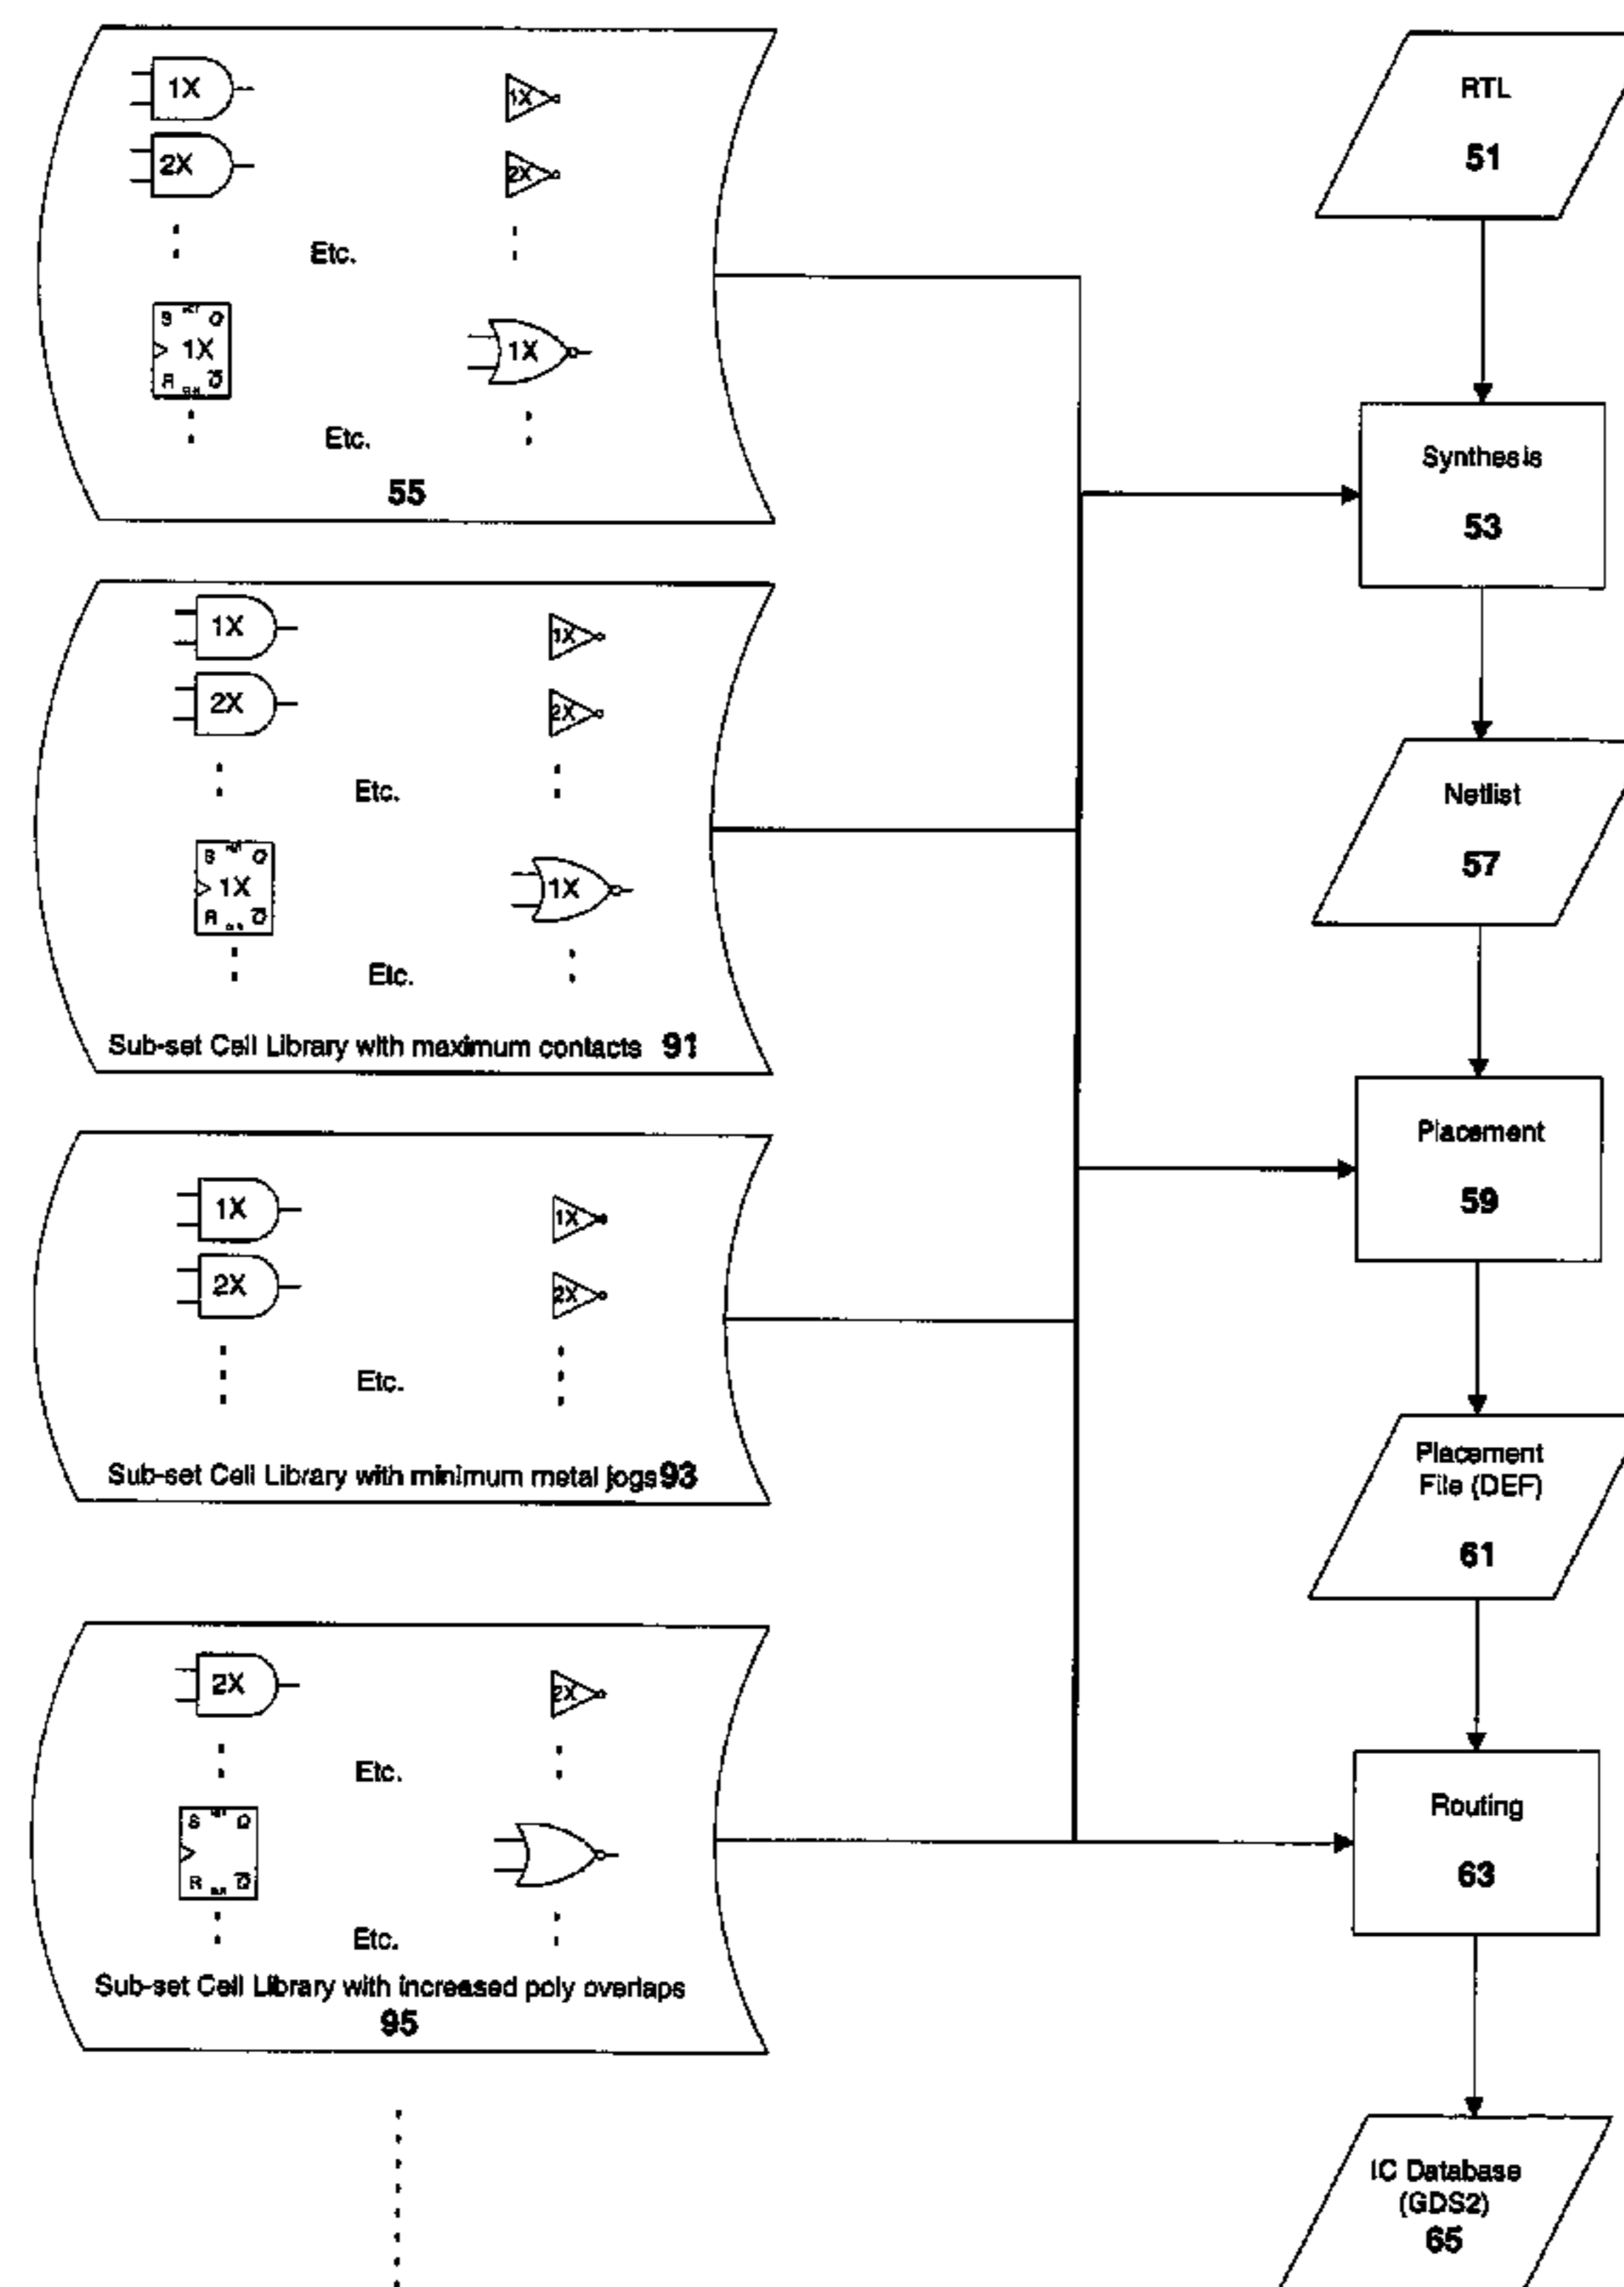 1X
1X
2X
2X
Etc.
S Q
1X
R Q
1X
Etc.
55
1X
1X
2X
2X
Etc.
S Q
1X
R Q
1X
Etc.
Sub-set Cell Library with maximum contacts 91
1X
1X
2X
2X
Etc.
Sub-set Cell Library with minimum metal jogs 93
2X
2X
Etc.
S Q
R Q
Etc.
Sub-set Cell Library with increased poly overlaps
95
RTL
51
Synthesis
53
Netlist
57
Placement
59
Placement
File (DEF)
61
Routing
63
IC Database
(GDS2)
65